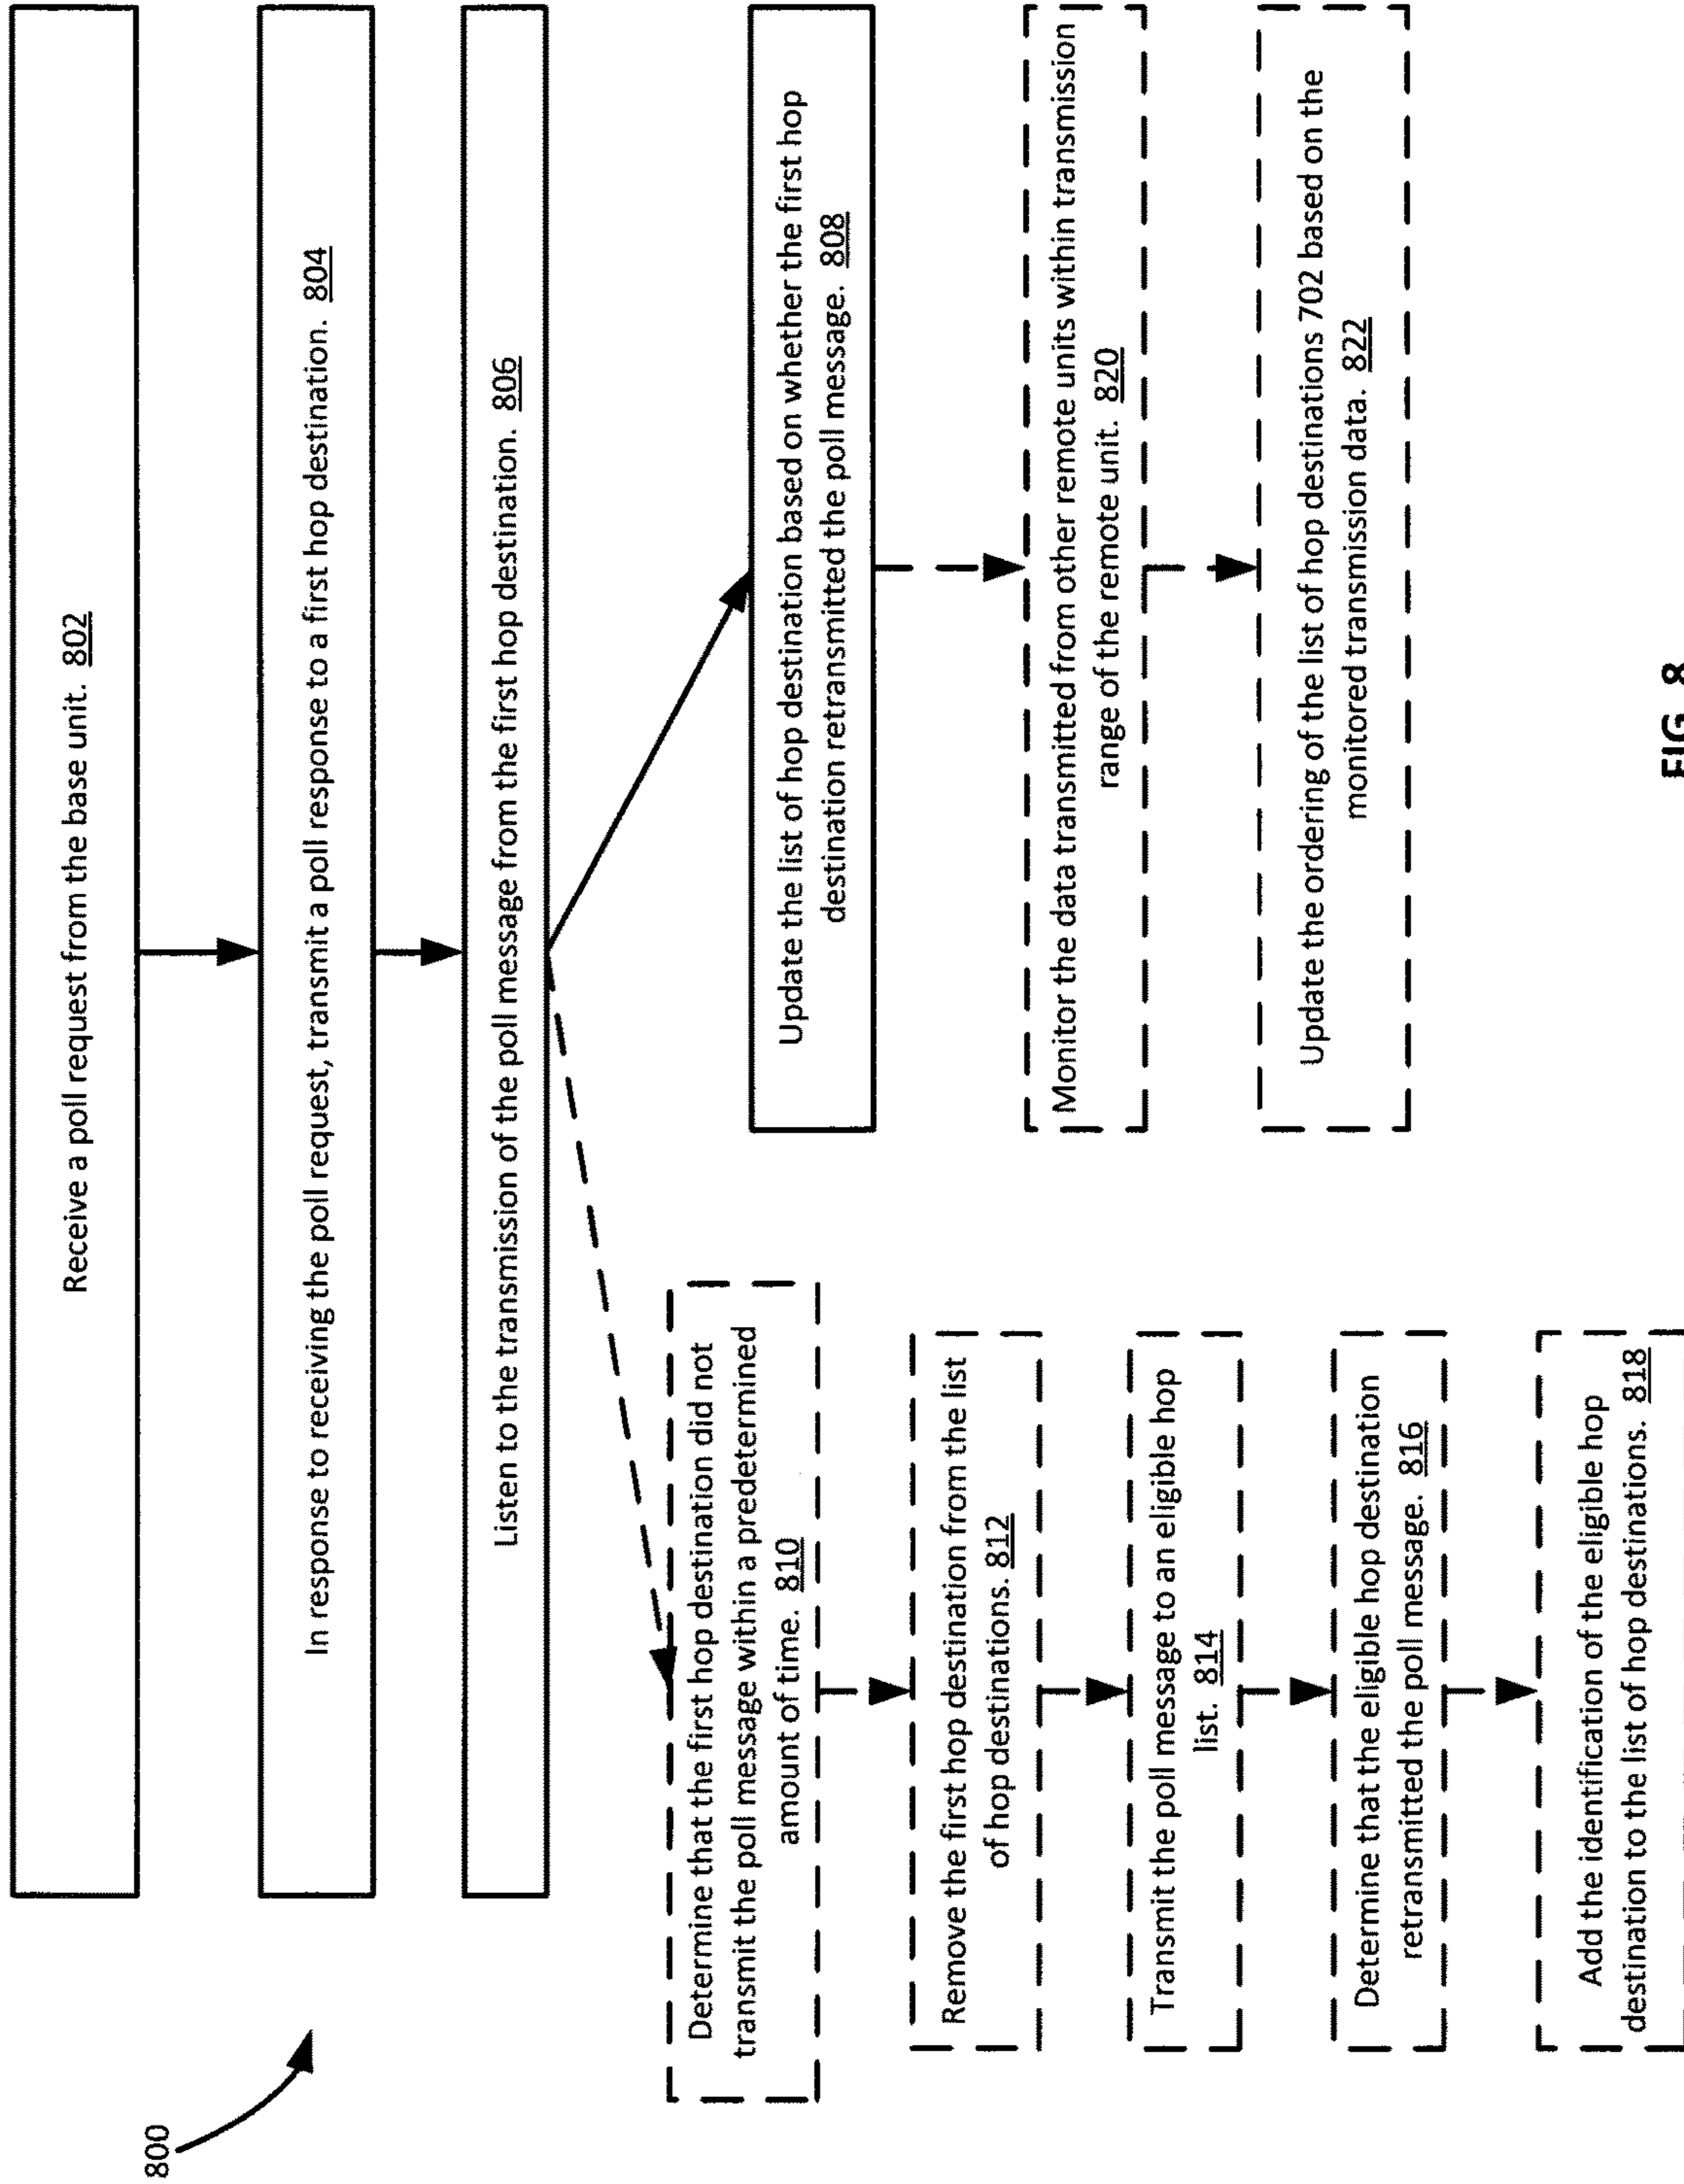 800
Receive a poll request from the base unit. 802
In response to receiving the poll request, transmit a poll response to a first hop destination. 804
Listen to the transmission of the poll message from the first hop destination. 806
Determine that the first hop destination did not
transmit the poll message within a predetermined
amount of time. 810
Remove the first hop destination from the list
of hop destinations. 812
Transmit the poll message to an eligible hop
list. 814
Determine that the eligible hop destination
retransmitted the poll message. 816
Add the identification of the eligible hop
destination to the list of hop destinations. 818
Update the list of hop destination based on whether the first hop
destination retransmitted the poll message. 808
Monitor the data transmitted from other remote units within transmission
range of the remote unit. 820
Update the ordering of the list of hop destinations 702 based on the
monitored transmission data. 822
FIG. 8